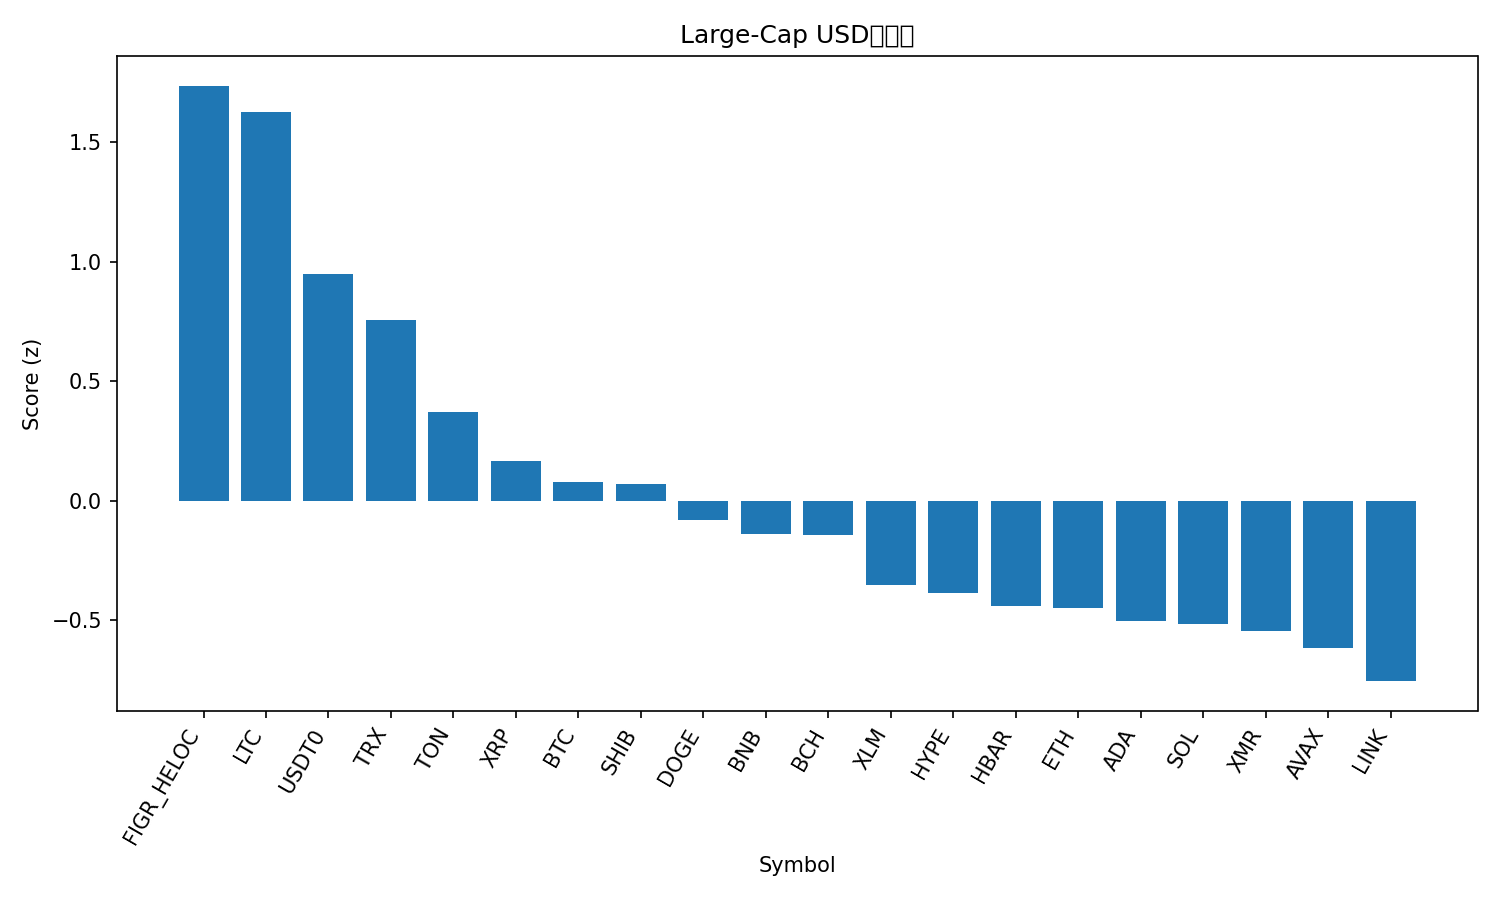 Large-Cap USD
Score (z)
1.5
1.0
0.5
0.0
−0.5
FIGR_HELOC
LTC
USDT0
TRX
TON
XRP
BTC
SHIB
DOGE
BNB
BCH
XLM
HYPE
HBAR
ETH
ADA
SOL
XMR
AVAX
LINK
Symbol